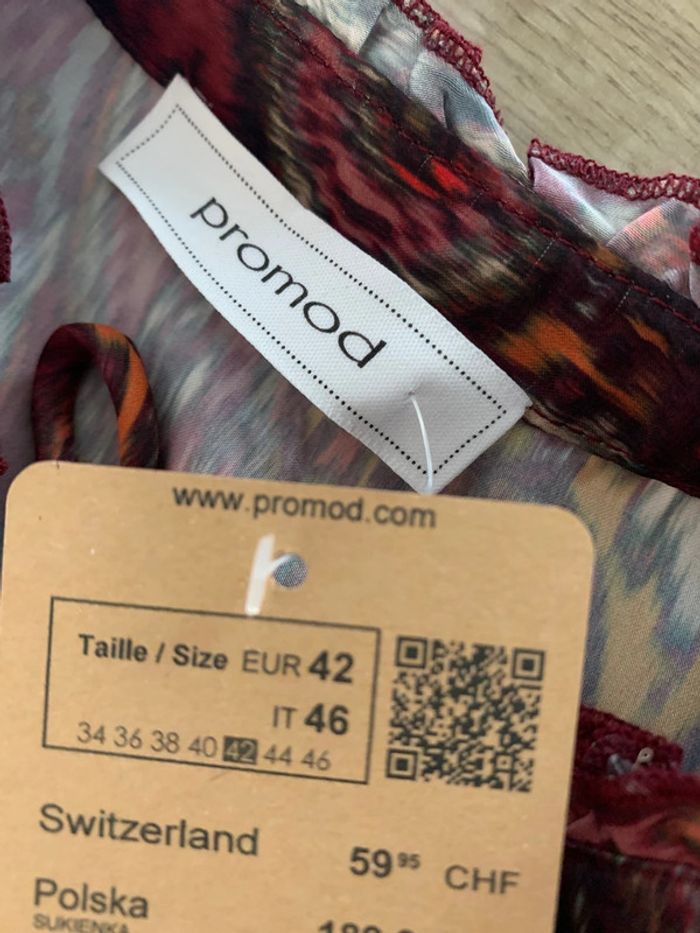 promod
www.promod.com
Taille / Size EUR 42
IT 46
34 36 38 40 42 44 46
Switzerland 59 95 CHF
Polska
SUKIENKA